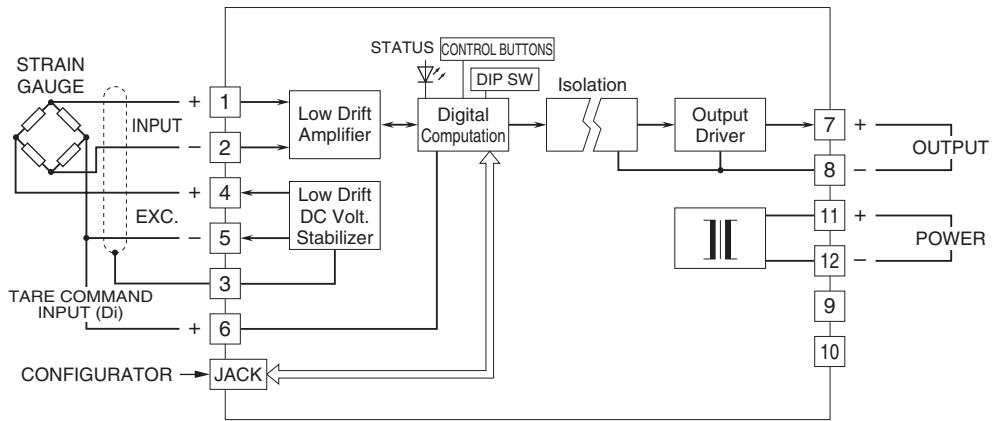 STATUS
CONTROL BUTTONS
DIP SW
STRAIN
GAUGE
Isolation
+ 1
INPUT
− 2
Low Drift
Amplifier
Digital
Computation
Output
Driver
7 +
OUTPUT
8 −
+ 4
EXC.
− 5
Low Drift
DC Volt.
Stabilizer
11 +
POWER
12 −
3
TARE COMMAND
INPUT (Di)
+ 6
9
10
CONFIGURATOR
JACK